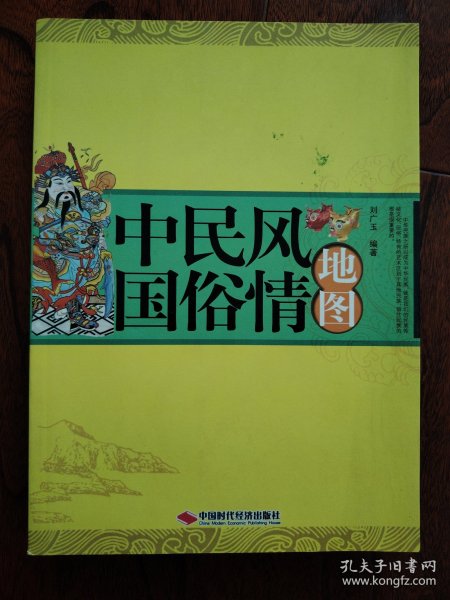 中国
民俗
风情
地图
刘广玉 编著
中国时代经济出版社
China Modern Economic Publishing House
孔夫子旧书网
www.kongfz.com